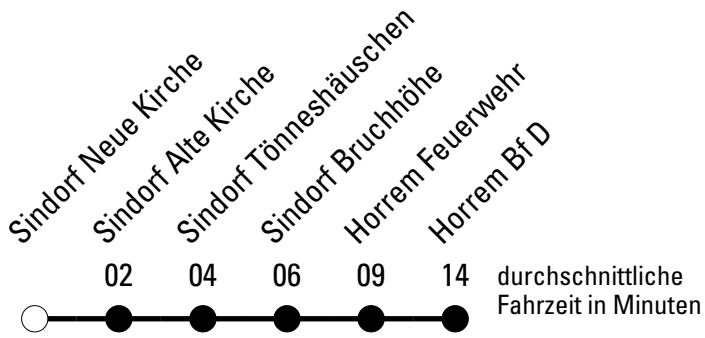 Sindorf Neue Kirche
Sindorf Alte Kirche
Sindorf Tönneshäuschen
Sindorf Bruchhöhe
Horrem Feuerwehr
Horrem Bf D
02 04 06 09 14
durchschnittliche
Fahrzeit in Minuten